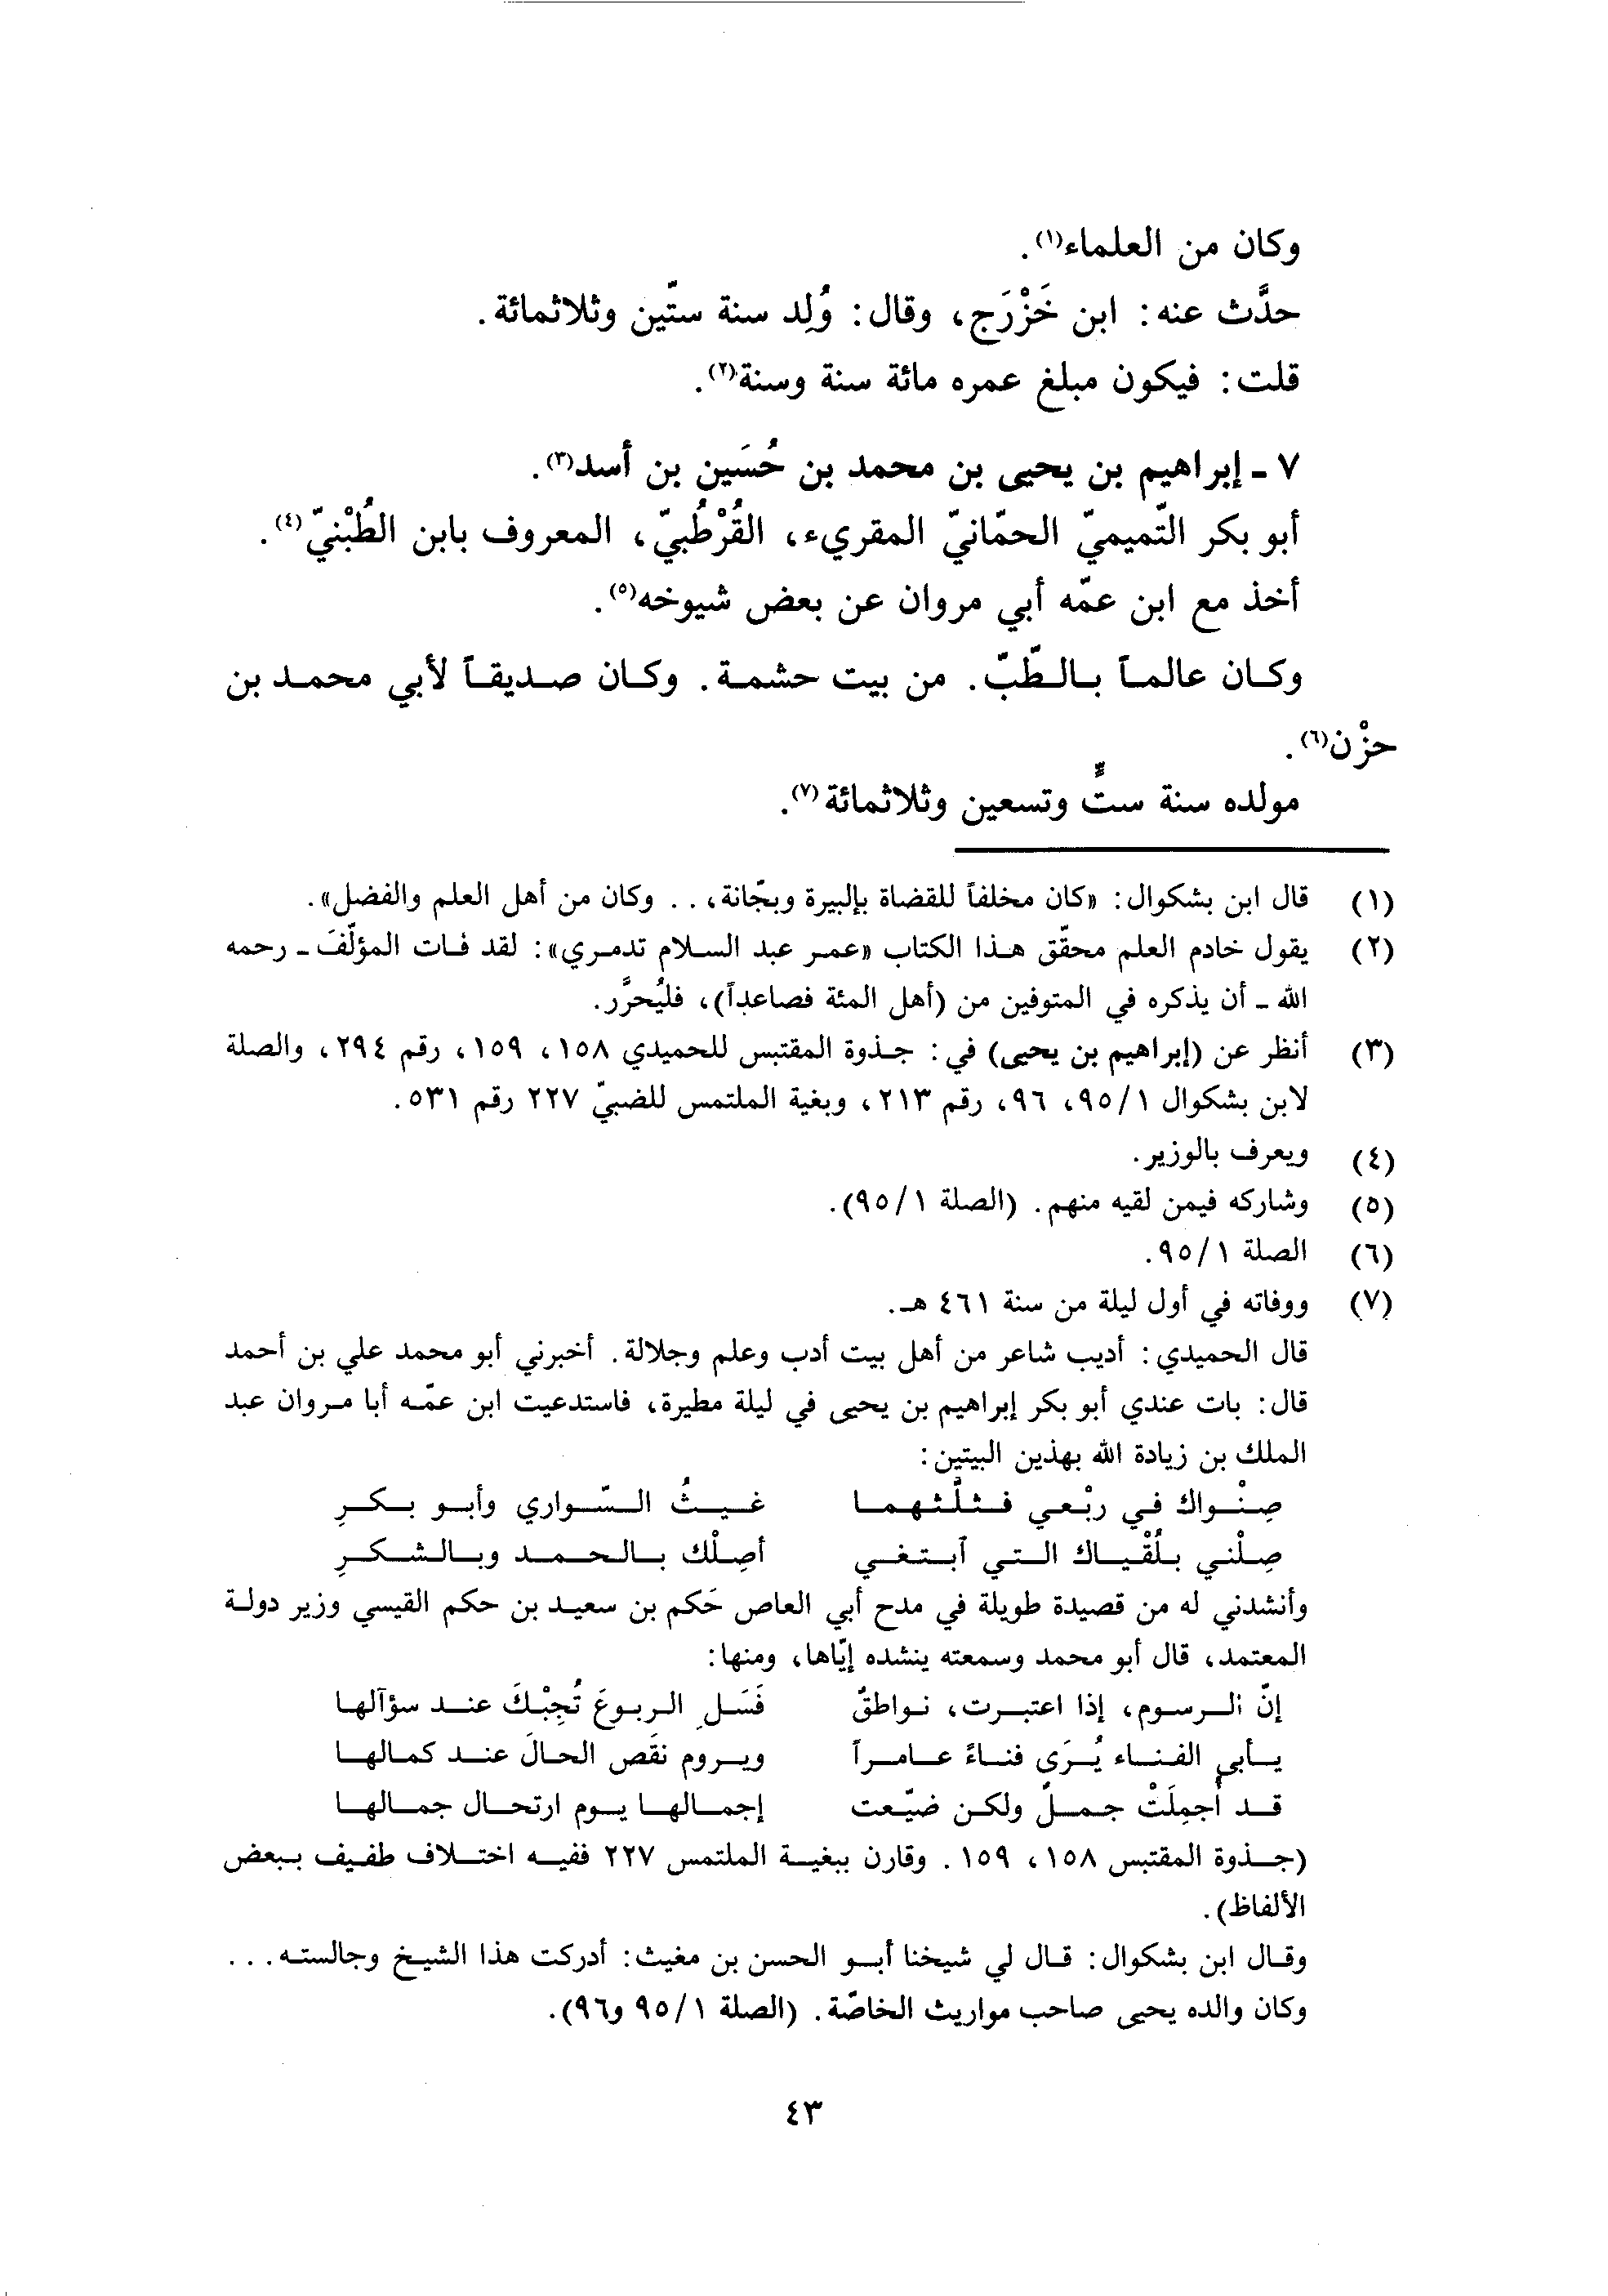 وكان من العلماء(١).
حدَّث عنه: ابن خَزْرَج، وقال: وُلِد سنة ستّين وثلاثمائة.
قلت: فيكون مبلغ عمره مائة سنة وسنة(٢).
٧ - إبراهيم بن يحيى بن محمد بن حُسَين بن أسد(٣).
أبو بكر التّميميّ الحمّانيّ المقريء، القُرْطُبيّ، المعروف بابن الطُبْنيّ(٤).
أخذ مع ابن عمّه أبي مروان عن بعض شيوخه(٥).
وكان عالماً بالطّبّ. من بيت حشمة. وكان صديقاً لأبي محمد بن
حزْن(٦).
مولده سنة ستٍّ وتسعين وثلاثمائة(٧).
(١) قال ابن بشكوال: «كان مخلفاً للقضاة بإلبيرة وبجّانة، . . وكان من أهل العلم والفضل».
(٢) يقول خادم العلم محقّق هذا الكتاب «عمر عبد السلام تدمري»: لقد فات المؤلّفَ - رحمه
الله - أن يذكره في المتوفين من (أهل المئة فصاعداً)، فليُحرَّر.
(٣) أنظر عن (إبراهيم بن يحيى) في: جذوة المقتبس للحميدي ١٥٨، ١٥٩، رقم ٢٩٤، والصلة
لابن بشكوال ٩٥/١، ٩٦، رقم ٢١٣، وبغية الملتمس للضبيّ ٢٢٧ رقم ٥٣١.
(٤) ويعرف بالوزير.
(٥) وشاركه فيمن لقيه منهم. (الصلة ٩٥/١).
(٦) الصلة ٩٥/١.
(٧) ووفاته في أول ليلة من سنة ٤٦١ هـ.
قال الحميدي: أديب شاعر من أهل بيت أدب وعلم وجلالة. أخبرني أبو محمد علي بن أحمد
قال: بات عندي أبو بكر إبراهيم بن يحيى في ليلة مطيرة، فاستدعيت ابن عمّه أبا مروان عبد
الملك بن زيادة الله بهذين البيتين:
صِنْواك في ربْعي فثلّثهما غيثُ السّواري وأبو بكرِ
صِلْني بلُقْياك التي آبتغي أصِلْك بالحمد وبالشكرِ
وأنشدني له من قصيدة طويلة في مدح أبي العاص حَكم بن سعيد بن حكم القيسي وزير دولة
المعتمد، قال أبو محمد وسمعته ينشده إيّاها، ومنها:
إنّ الرسوم، إذا اعتبرت، نواطقٌ فَسَلِ الربوعَ تُجِبْكَ عند سؤآلها
يأبى الفناء يُرَى فناءً عامراً ويروم نقَص الحالَ عند كمالها
قد أجمِلَتْ جملٌ ولكن ضيّعت إجمالها يوم ارتحال جمالها
(جذوة المقتبس ١٥٨، ١٥٩. وقارن ببغية الملتمس ٢٢٧ ففيه اختلاف طفيف ببعض
الألفاظ).
وقال ابن بشكوال: قال لي شيخنا أبو الحسن بن مغيث: أدركت هذا الشيخ وجالسته. . .
وكان والده يحيى صاحب مواريث الخاصّة. (الصلة ٩٥/١ و٩٦).
٤٣